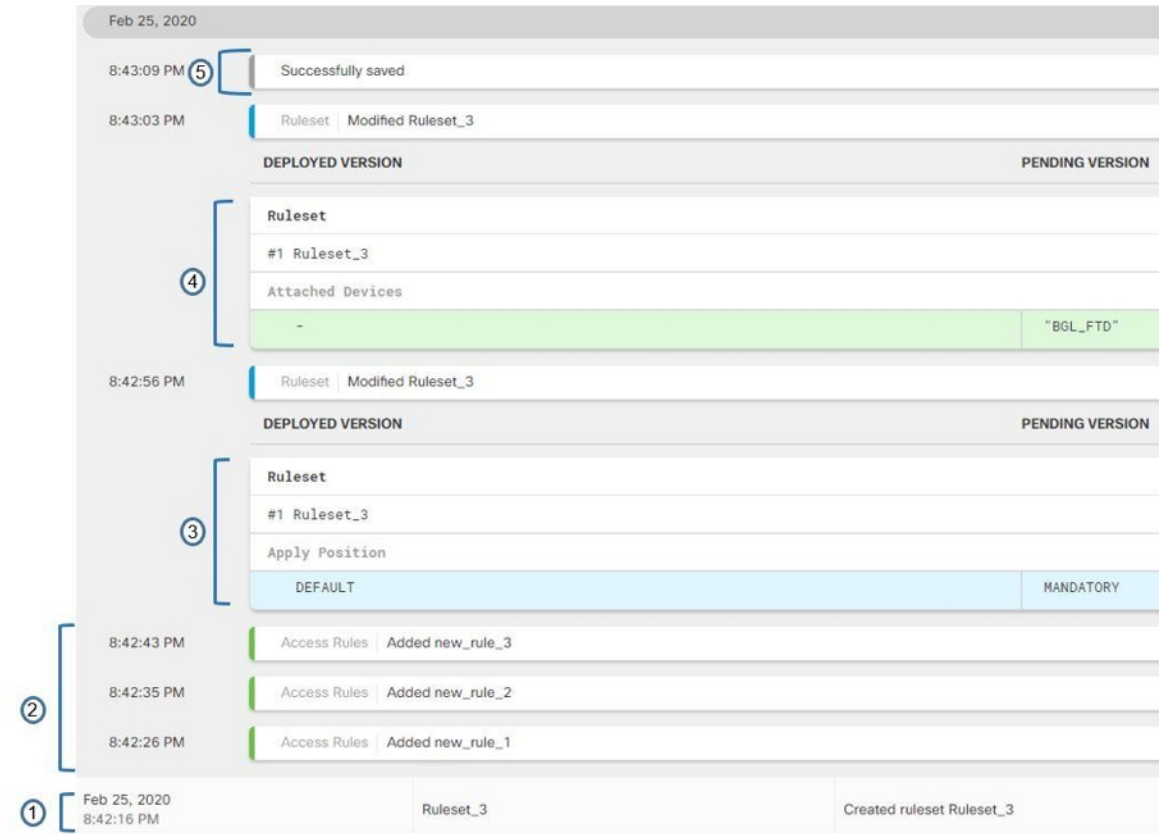 Feb 25, 2020
8:43:09 PM 5 Successfully saved
8:43:03 PM Ruleset Modified Ruleset_3
DEPLOYED VERSION PENDING VERSION
Ruleset
#1 Ruleset_3
4
Attached Devices
- "BGL_FTD"
8:42:56 PM Ruleset Modified Ruleset_3
DEPLOYED VERSION PENDING VERSION
Ruleset
#1 Ruleset_3
3
Apply Position
DEFAULT MANDATORY
8:42:43 PM Access Rules Added new_rule_3
2 8:42:35 PM Access Rules Added new_rule_2
8:42:26 PM Access Rules Added new_rule_1
1 Feb 25, 2020
8:42:16 PM Ruleset_3 Created ruleset Ruleset_3